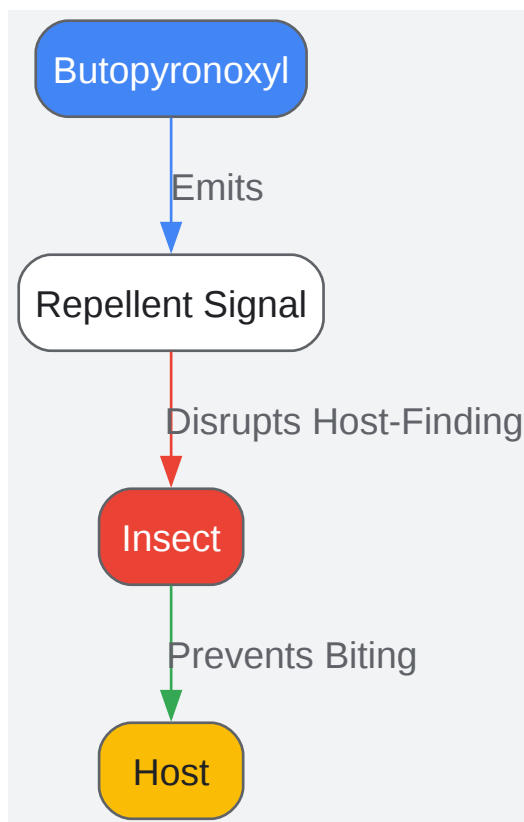 Butopyronoxyl
Emits
Repellent Signal
Disrupts Host-Finding
Insect
Prevents Biting
Host